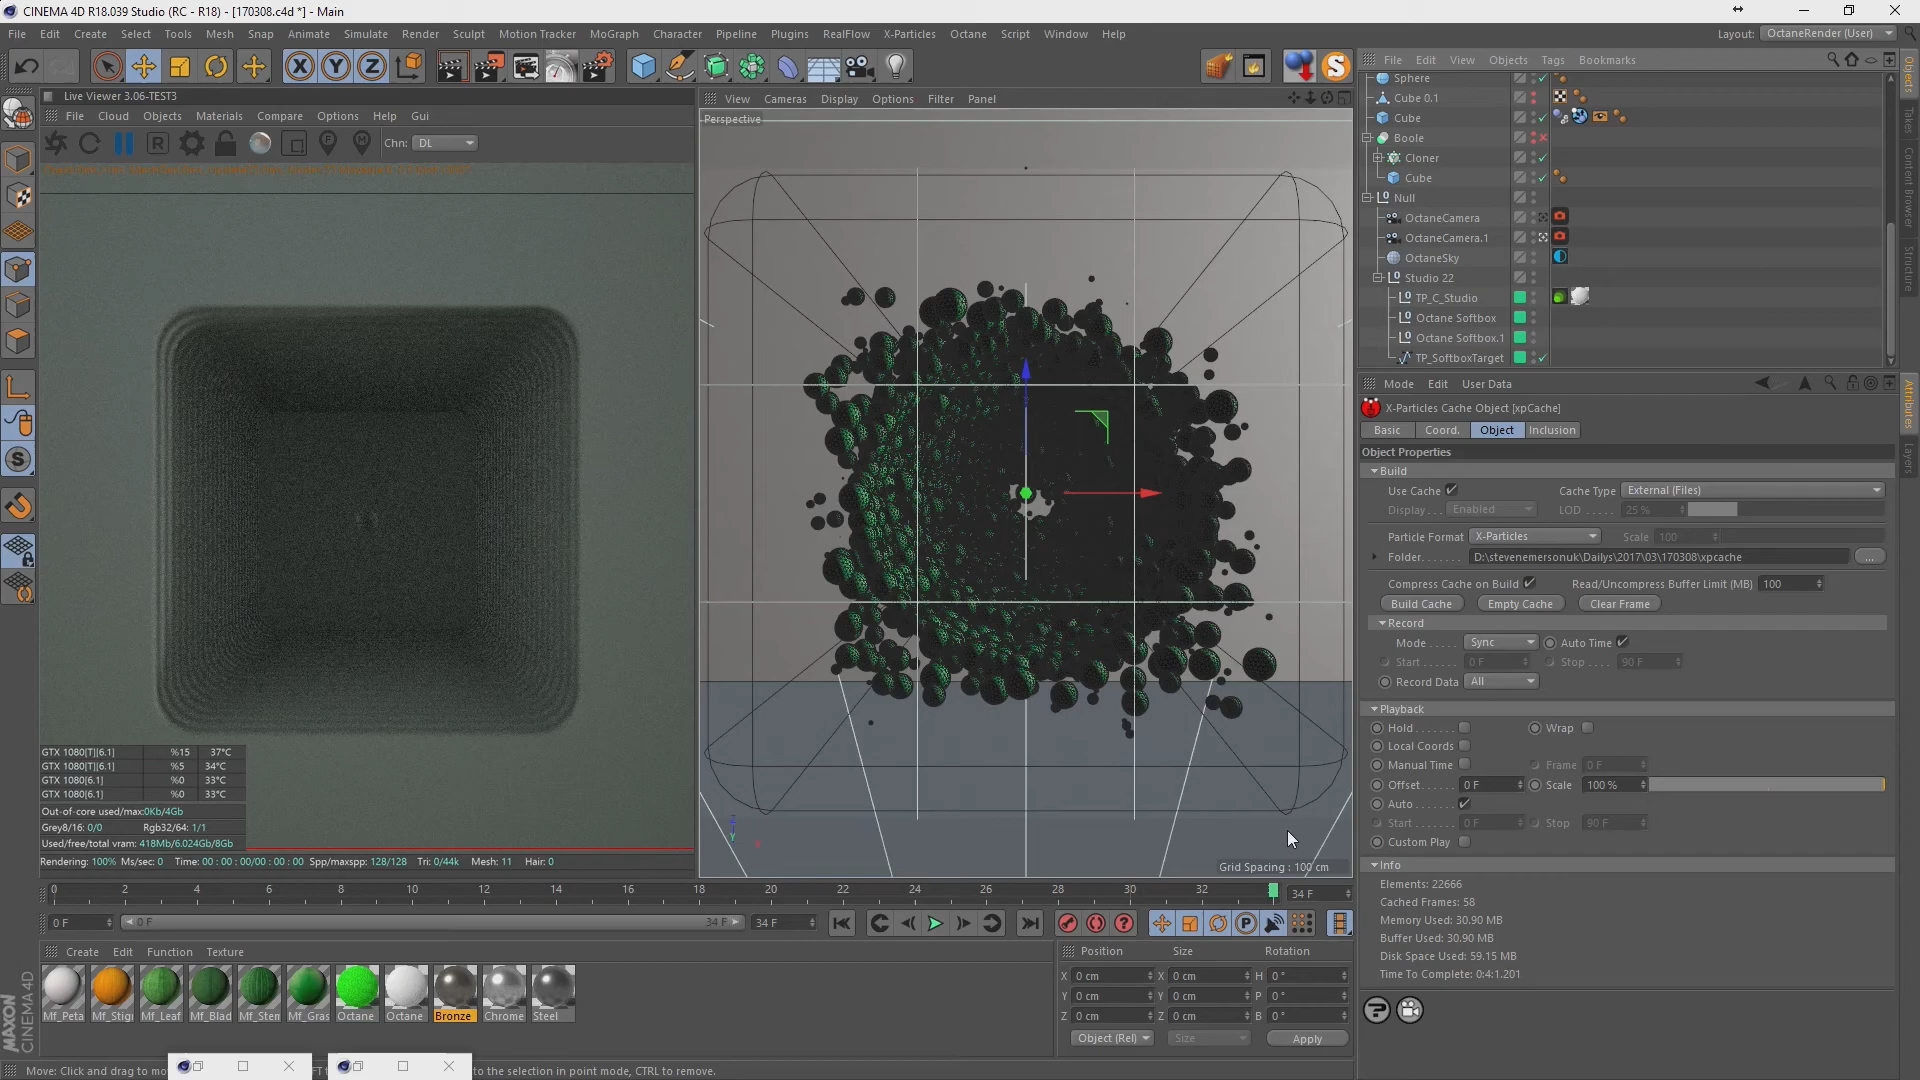 CINEMA 4D R18.039 Studio (RC - R18) - [170308.c4d *] - Main
File Edit Create Select Tools Mesh Snap Animate Simulate Render Sculpt Motion Tracker MoGraph Character Pipeline Plugins RealFlow X-Particles Octane Script Window Help
Layout: OctaneRender (User)
Live Viewer 3.06-TEST3
File Cloud Objects Materials Compare Options Help Gui
Chn: DL
View Cameras Display Options Filter Panel
Perspective
Grid Spacing : 100 cm
File Edit View Objects Tags Bookmarks
Sphere
Cube 0.1
Cube
Boole
Cloner
Cube
Null
OctaneCamera
OctaneCamera.1
OctaneSky
Studio 22
TP_C_Studio
Octane Softbox
Octane Softbox.1
TP_SoftboxTarget
Objects
Takes
Content Browser
Structure
Attributes
Layers
Mode Edit User Data
X-Particles Cache Object [xpCache]
Basic Coord. Object Inclusion
Object Properties
Build
Use Cache Cache Type External (Files)
Display . . . Enabled LOD . . . . . 25 %
Particle Format X-Particles Scale 100
Folder. . . . . D:\stevenemersonuk\Dailys\2017\03\170308\xpcache ...
Compress Cache on Build Read/Uncompress Buffer Limit (MB) 100
Build Cache Empty Cache Clear Frame
Record
Mode . . . . . Sync Auto Time
Start . . . . . . 0 F Stop . . . . 90 F
Record Data All
Playback
Hold . . . . . . . Wrap
Local Coords
Manual Time Frame 0 F
Offset. . . . . . 0 F Scale 100 %
Auto . . . . . . .
Start . . . . . . 0 F Stop 90 F
Custom Play
Info
Elements: 22666
Cached Frames: 58
Memory Used: 30.90 MB
Buffer Used: 30.90 MB
Disk Space Used: 59.15 MB
Time To Complete: 0:4:1.201
GTX 1080[T][6.1] %15 37°C
GTX 1080[T][6.1] %5 34°C
GTX 1080[6.1] %0 33°C
GTX 1080[6.1] %0 33°C
Out-of-core used/max:0Kb/4Gb
Grey8/16: 0/0 Rgb32/64: 1/1
Used/free/total vram: 418Mb/6.024Gb/8Gb
Rendering: 100% Ms/sec: 0 Time: 00 : 00 : 00/00 : 00 : 00 Spp/maxspp: 128/128 Tri: 0/44k Mesh: 11 Hair: 0
0 2 4 6 8 10 12 14 16 18 20 22 24 26 28 30 32 34 F
0 F 0 F 34 F 34 F
Create Edit Function Texture
Mf_Peta Mf_Stig Mf_Leaf Mf_Blad Mf_Stem Mf_Gras Octane Octane Bronze Chrome Steel
Position Size Rotation
X 0 cm X 0 cm H 0 °
Y 0 cm Y 0 cm P 0 °
Z 0 cm Z 0 cm B 0 °
Object (Rel) Size Apply
MAXON CINEMA 4D
Move: Click and drag to mo FT to the selection in point mode, CTRL to remove.